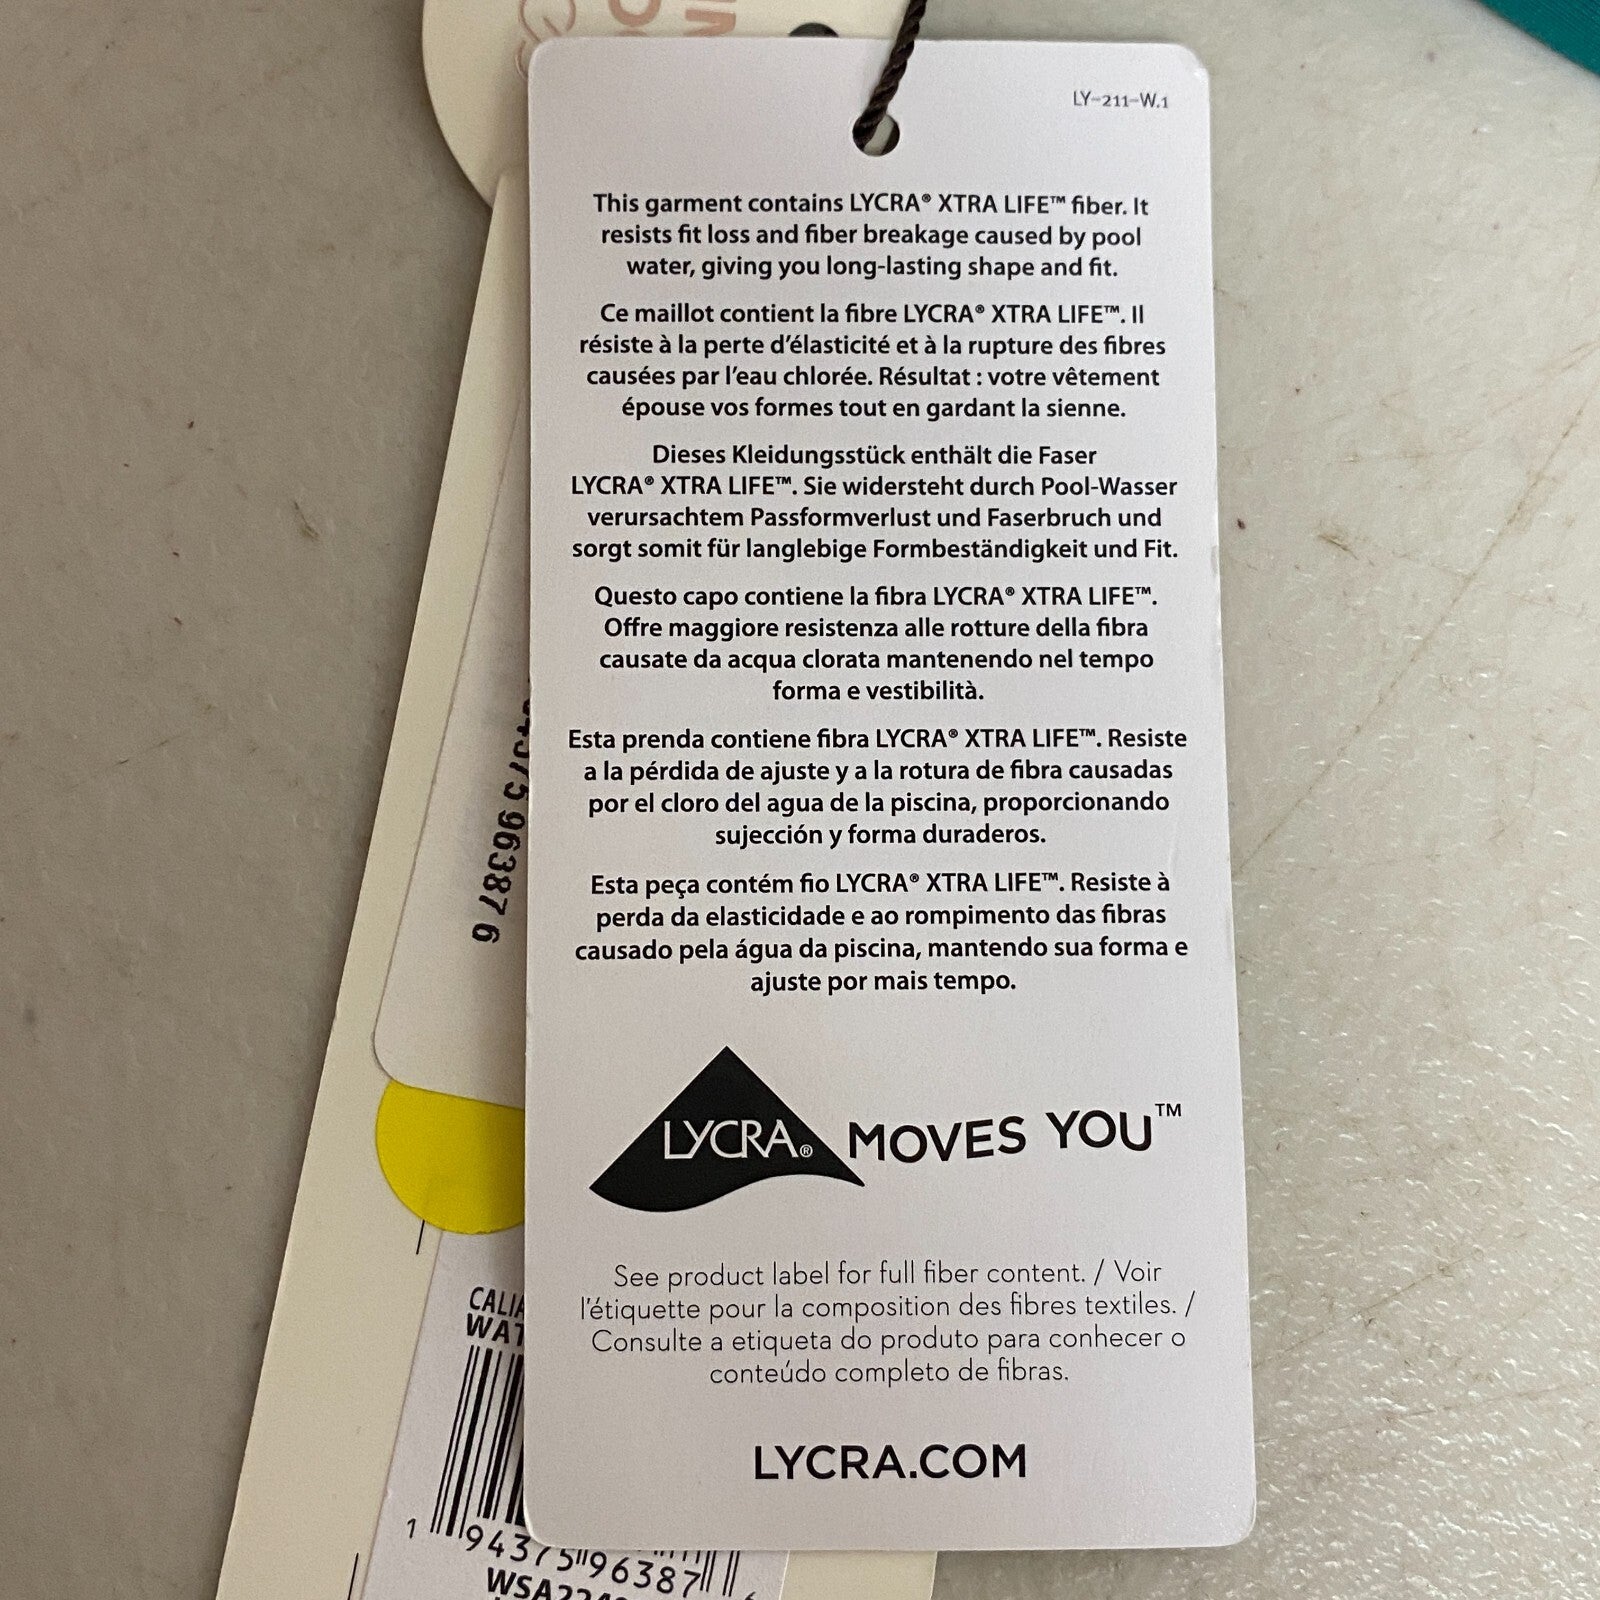 LY-211-W.1
This garment contains LYCRA® XTRA LIFE™ fiber. It
resists fit loss and fiber breakage caused by pool
water, giving you long-lasting shape and fit.
Ce maillot contient la fibre LYCRA® XTRA LIFE™. Il
résiste à la perte d'élasticité et à la rupture des fibres
causées par l'eau chlorée. Résultat : votre vêtement
épouse vos formes tout en gardant la sienne.
Dieses Kleidungsstück enthält die Faser
LYCRA® XTRA LIFE™. Sie widersteht durch Pool-Wasser
verursachtem Passformverlust und Faserbruch und
sorgt somit für langlebige Formbeständigkeit und Fit.
Questo capo contiene la fibra LYCRA® XTRA LIFE™.
Offre maggiore resistenza alle rotture della fibra
causate da acqua clorata mantenendo nel tempo
forma e vestibilità.
Esta prenda contiene fibra LYCRA® XTRA LIFE™. Resiste
a la pérdida de ajuste y a la rotura de fibra causadas
por el cloro del agua de la piscina, proporcionando
sujección y forma duraderos.
Esta peça contém fio LYCRA® XTRA LIFE™. Resiste à
perda da elasticidade e ao rompimento das fibras
causado pela água da piscina, mantendo sua forma e
ajuste por mais tempo.
LYCRA® MOVES YOU™
See product label for full fiber content. / Voir
l'étiquette pour la composition des fibres textiles. /
Consulte a etiqueta do produto para conhecer o
conteúdo completo de fibras.
LYCRA.COM
96387 6
CALIA
WAT
1 94375 96387
WSA224